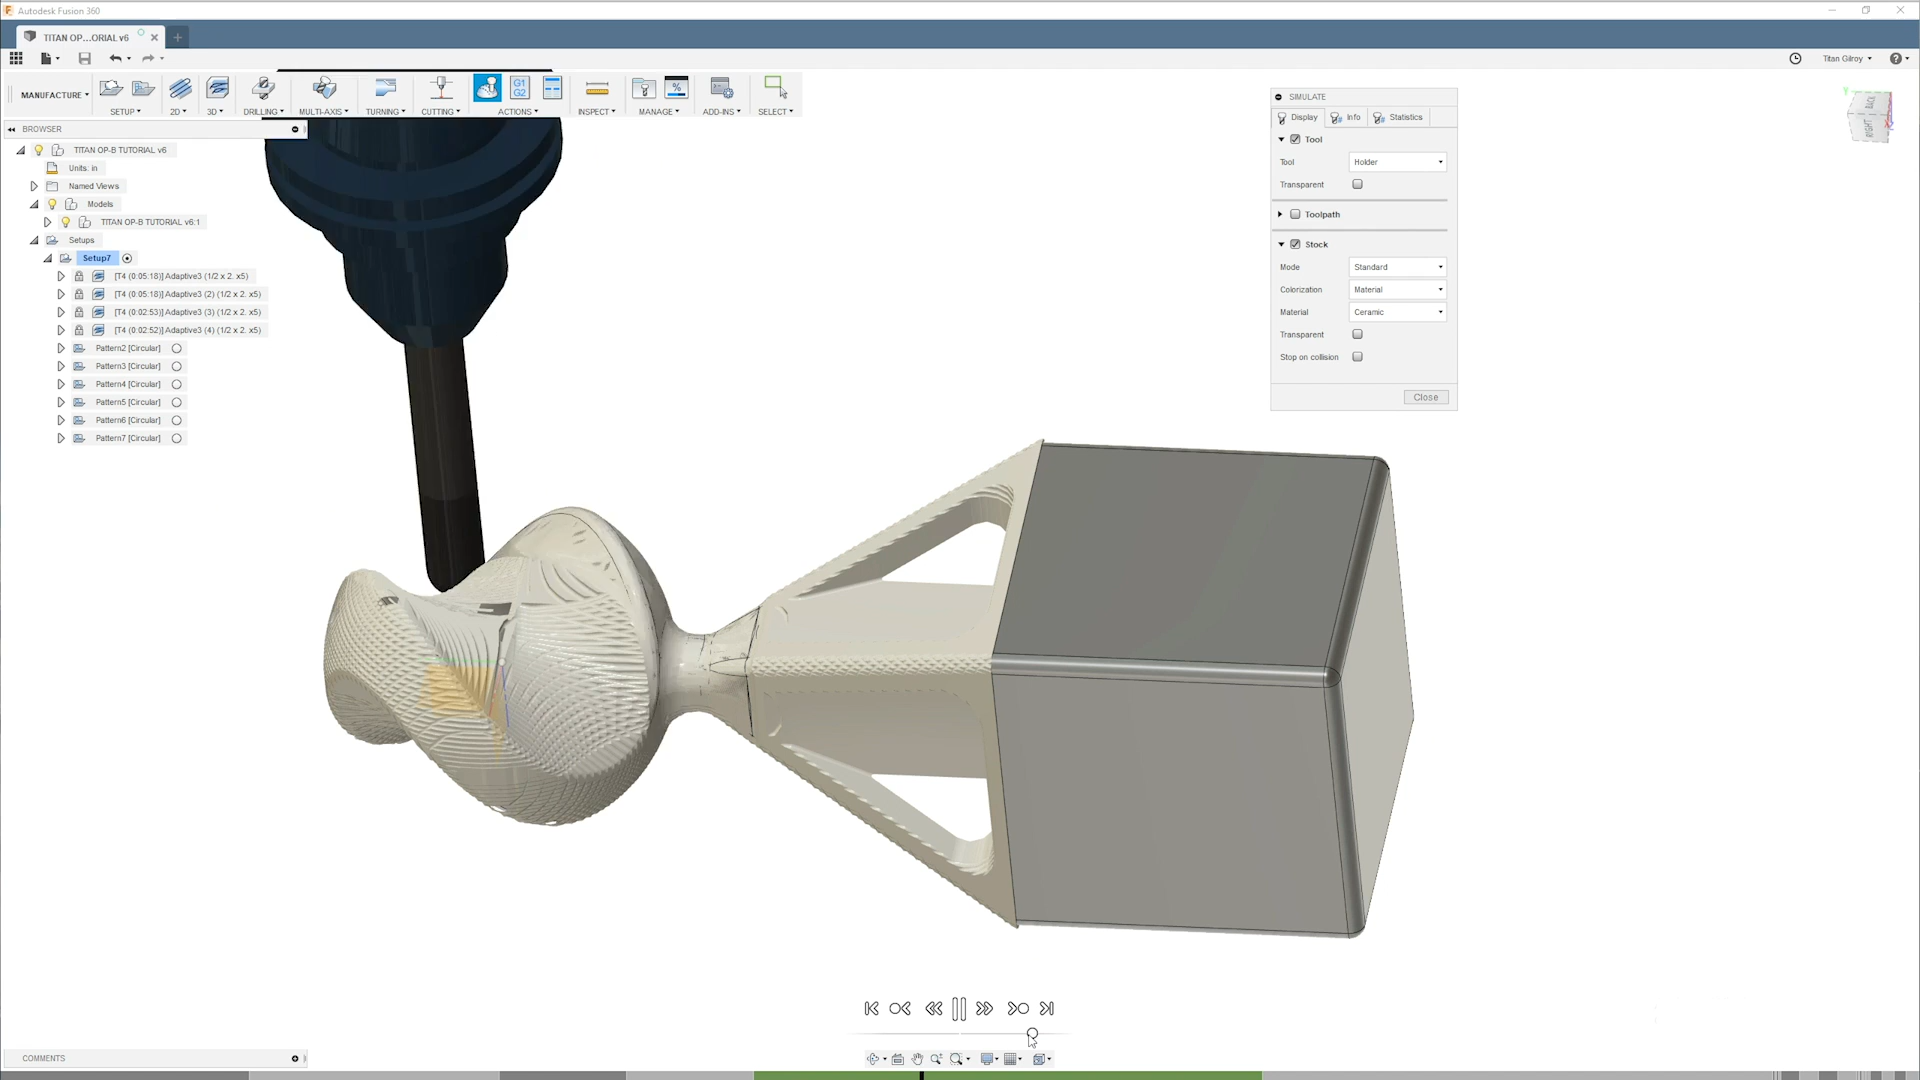 Autodesk Fusion 360
TITAN OP...ORIAL v6
Titan Gilroy
MANUFACTURE
SETUP
2D
3D
DRILLING
MULTI-AXIS
TURNING
CUTTING
G1
G2
ACTIONS
INSPECT
MANAGE
ADD-INS
SELECT
BROWSER
TITAN OP-B TUTORIAL v6
Units: in
Named Views
Models
TITAN OP-B TUTORIAL v6:1
Setups
Setup7
[T4 (0:05:18)] Adaptive3 (1/2 x 2. x5)
[T4 (0:05:18)] Adaptive3 (2) (1/2 x 2. x5)
[T4 (0:02:53)] Adaptive3 (3) (1/2 x 2. x5)
[T4 (0:02:52)] Adaptive3 (4) (1/2 x 2. x5)
Pattern2 [Circular]
Pattern3 [Circular]
Pattern4 [Circular]
Pattern5 [Circular]
Pattern6 [Circular]
Pattern7 [Circular]
SIMULATE
Display Info Statistics
Tool
Tool Holder
Transparent
Toolpath
Stock
Mode Standard
Colorization Material
Material Ceramic
Transparent
Stop on collision
Close
BACK
RIGHT
COMMENTS